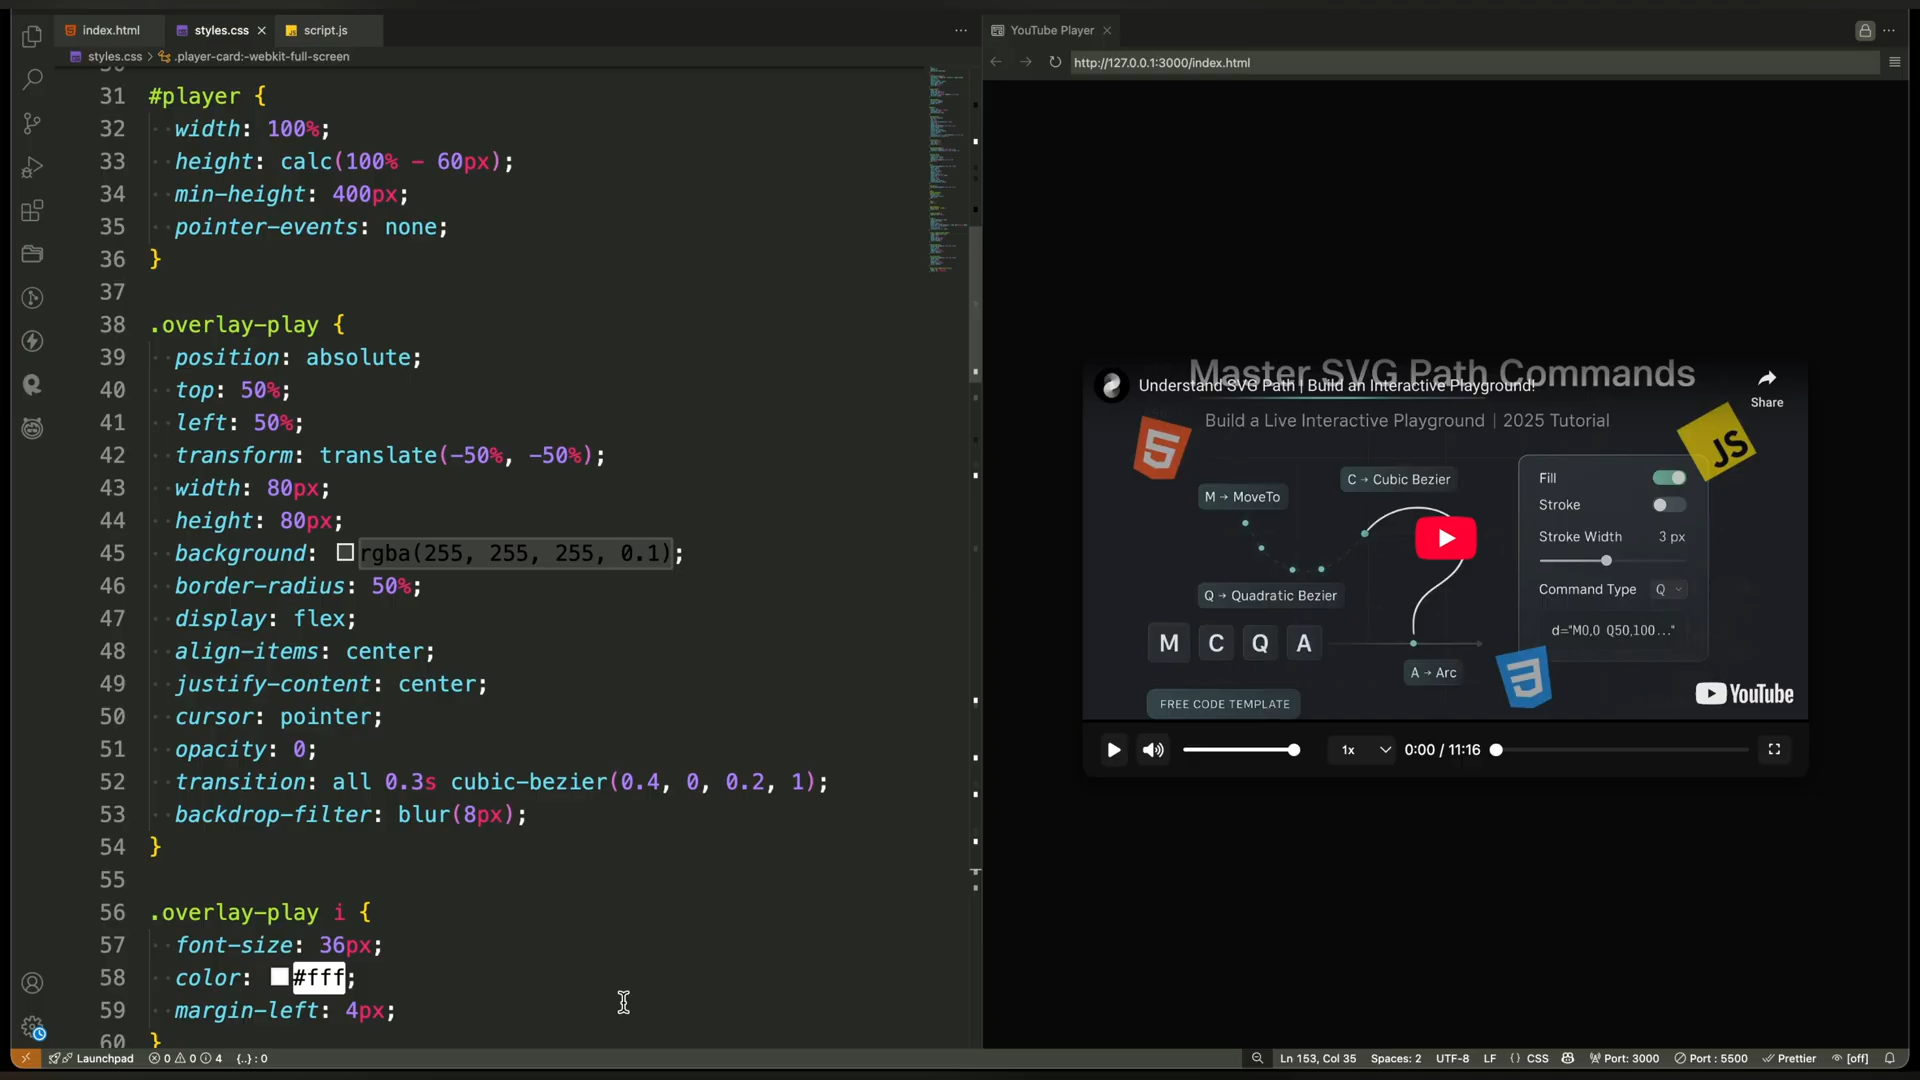 index.html
styles.css
script.js
YouTube Player
styles.css > .player-card:-webkit-full-screen
http://127.0.0.1:3000/index.html
31 #player {
32 width: 100%;
33 height: calc(100% - 60px);
34 min-height: 400px;
35 pointer-events: none;
36 }
37
38 .overlay-play {
39 position: absolute;
40 top: 50%;
41 left: 50%;
42 transform: translate(-50%, -50%);
43 width: 80px;
44 height: 80px;
45 background: rgba(255, 255, 255, 0.1);
46 border-radius: 50%;
47 display: flex;
48 align-items: center;
49 justify-content: center;
50 cursor: pointer;
51 opacity: 0;
52 transition: all 0.3s cubic-bezier(0.4, 0, 0.2, 1);
53 backdrop-filter: blur(8px);
54 }
55
56 .overlay-play i {
57 font-size: 36px;
58 color: #fff;
59 margin-left: 4px;
60 }
Master SVG Path Commands
Understand SVG Path | Build an Interactive Playground!
Share
Build a Live Interactive Playground | 2025 Tutorial
5
JS
M → MoveTo
C → Cubic Bezier
Q → Quadratic Bezier
M C Q A
A → Arc
FREE CODE TEMPLATE
Fill
Stroke
Stroke Width 3 px
Command Type Q
d="M0,0 Q50,100..."
3
YouTube
1x
0:00 / 11:16
Launchpad
0 0 4
{..} : 0
Ln 153, Col 35
Spaces: 2
UTF-8
LF
{} CSS
Port: 3000
Port : 5500
Prettier
[off]